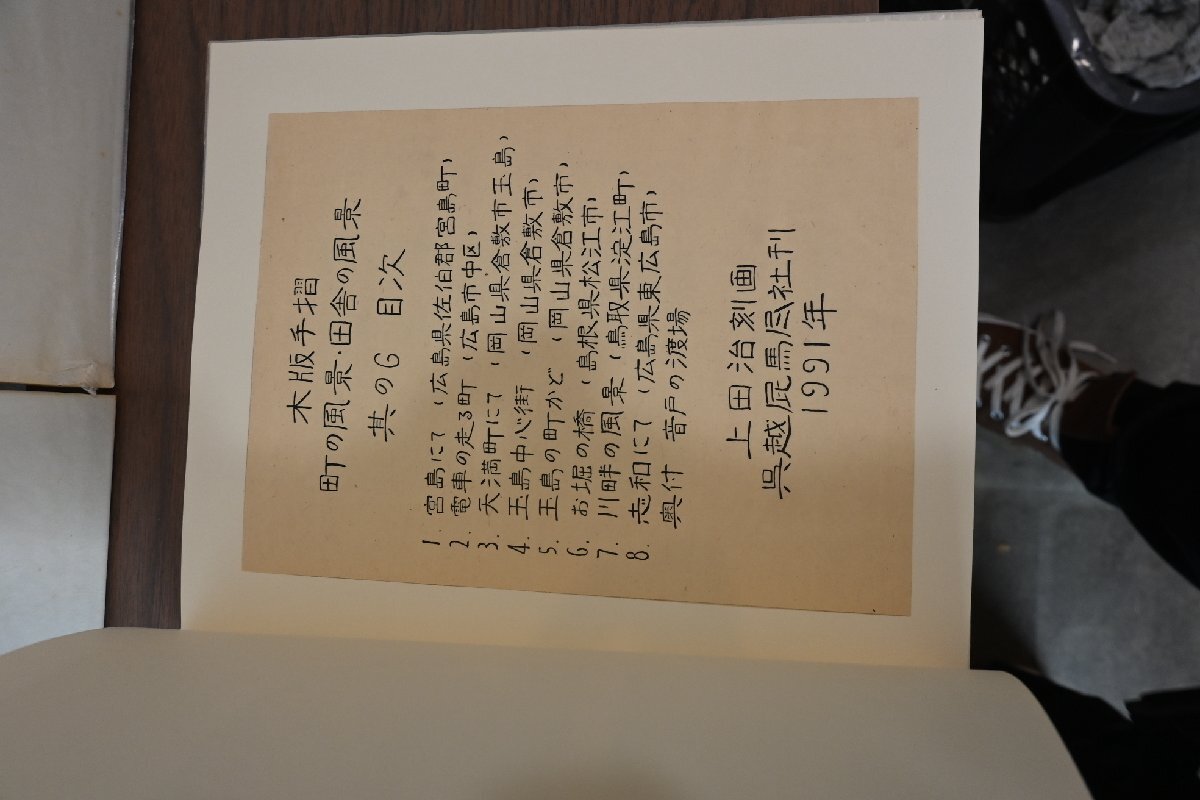 木版手摺
町の風景・田舎の風景
其の6 目次
1. 宮島にて (広島県佐伯郡宮島町)
2. 電車の走る町 (広島市中区)
3. 天満町にて (岡山県倉敷市玉島)
4. 玉島中心街 (岡山県倉敷市)
5. 玉島の町かど (岡山県倉敷市)
6. お堀の橋 (島根県松江市)
7. 川畔の風景 (鳥取県淀江町)
8. 志和にて (広島県東広島市)
奥付 音戸の渡場
上田治刻画
呉越屁馬尽社刊
1991年